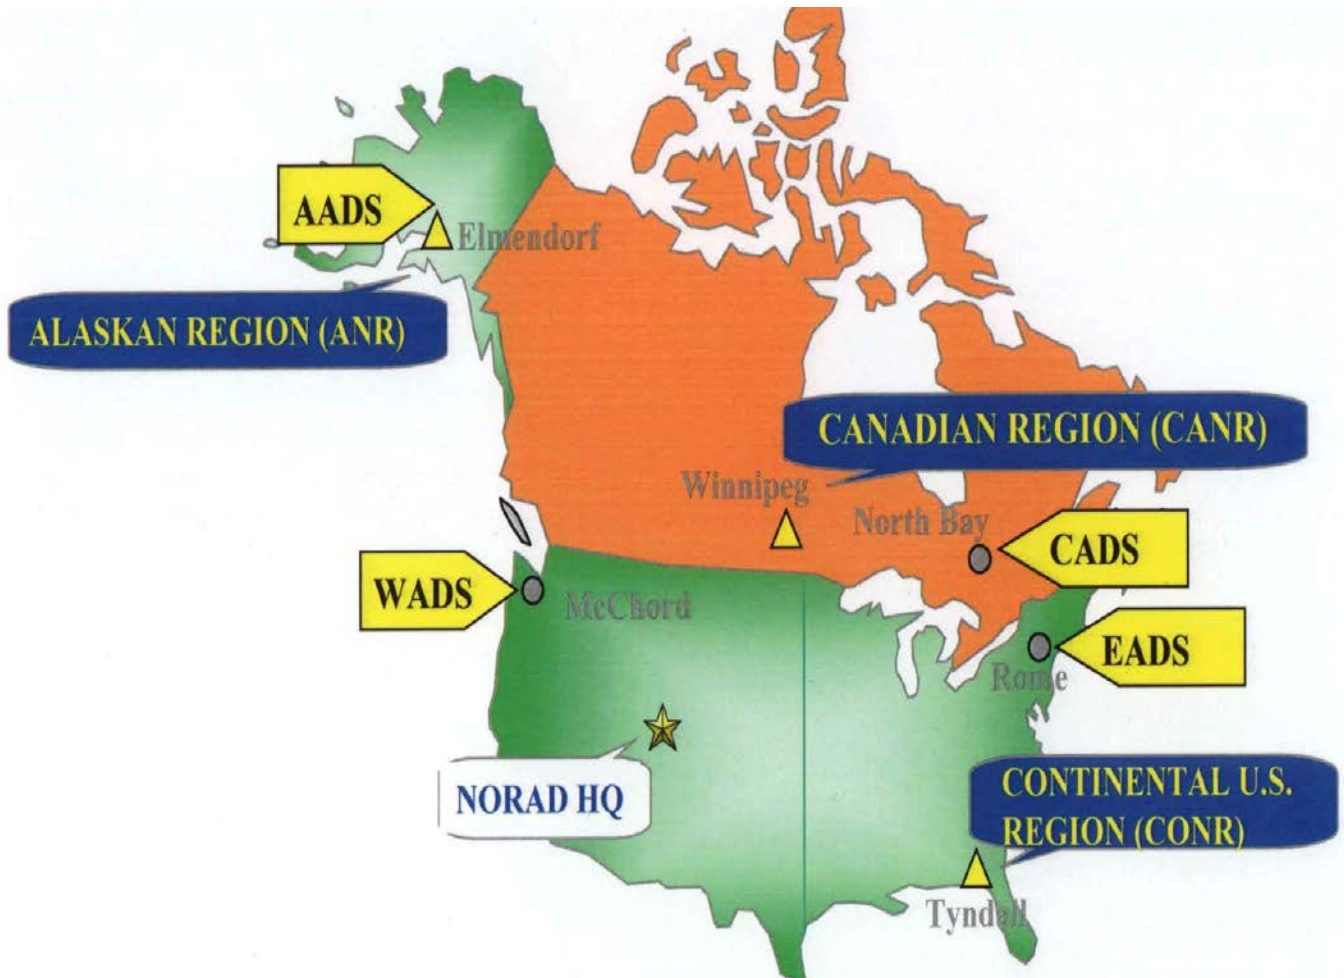 AADS
Elmendorf
ALASKAN REGION (ANR)
CANADIAN REGION (CANR)
Winnipeg
North Bay
CADS
WADS
McChord
EADS
Rome
NORAD HQ
CONTINENTAL U.S.
REGION (CONR)
Tyndall